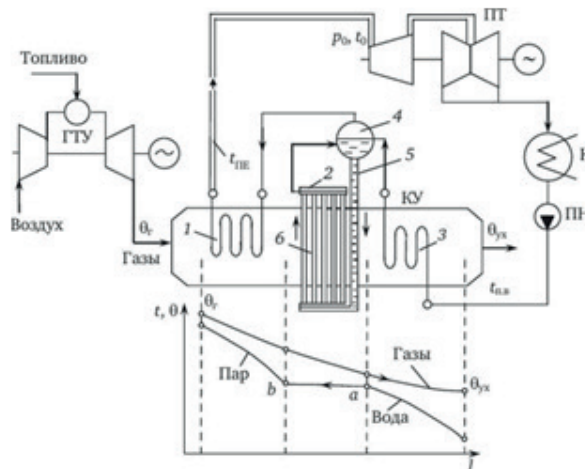 Топливо
ГТУ
Воздух
Газы
θг
p0, t0
ПТ
tПЕ
1
2
3
4
5
6
КУ
К
ПН
θух
tп.в
t, θ
θг
Пар
b
a
Газы
Вода
θух
l